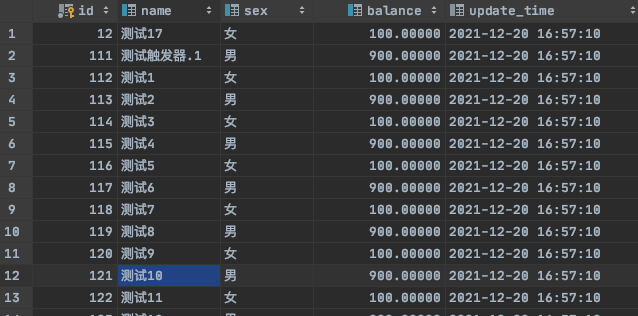 id name sex balance update_time
1 12 测试17 女 100.00000 2021-12-20 16:57:10
2 111 测试触发器.1 男 900.00000 2021-12-20 16:57:10
3 112 测试1 女 100.00000 2021-12-20 16:57:10
4 113 测试2 男 900.00000 2021-12-20 16:57:10
5 114 测试3 女 100.00000 2021-12-20 16:57:10
6 115 测试4 男 900.00000 2021-12-20 16:57:10
7 116 测试5 女 100.00000 2021-12-20 16:57:10
8 117 测试6 男 900.00000 2021-12-20 16:57:10
9 118 测试7 女 100.00000 2021-12-20 16:57:10
10 119 测试8 男 900.00000 2021-12-20 16:57:10
11 120 测试9 女 100.00000 2021-12-20 16:57:10
12 121 测试10 男 900.00000 2021-12-20 16:57:10
13 122 测试11 女 100.00000 2021-12-20 16:57:10